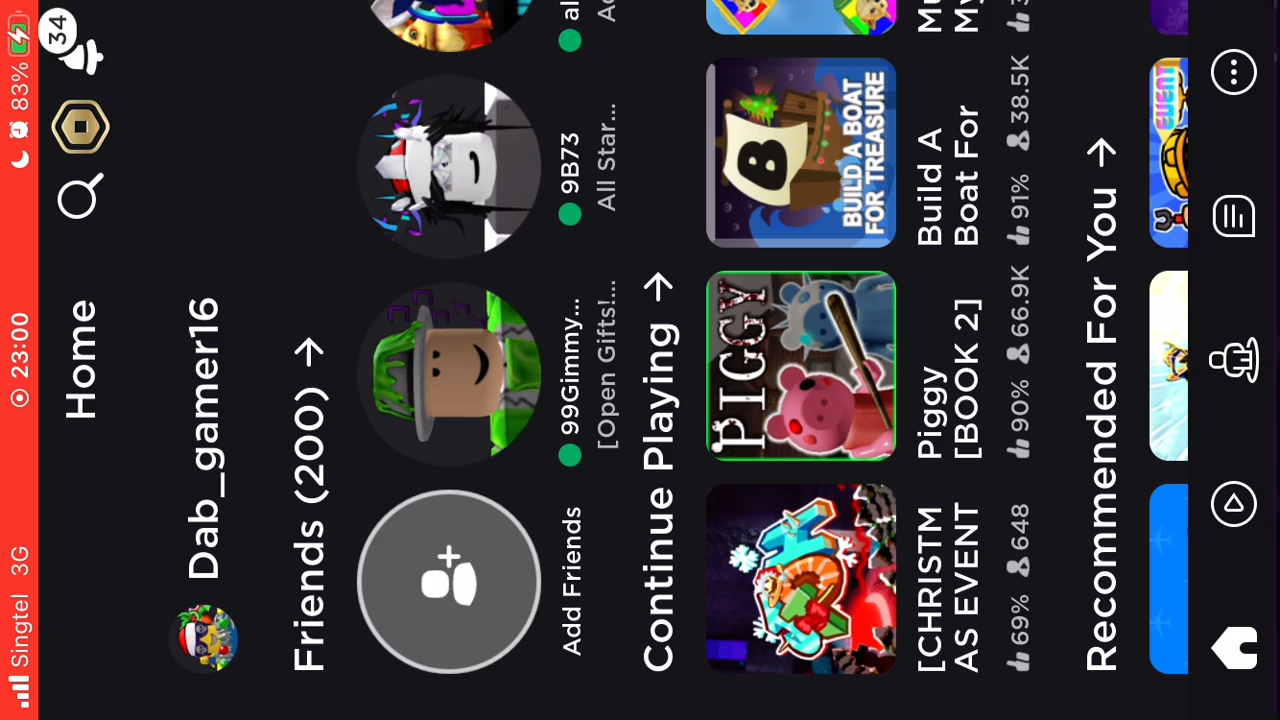 Singtel 3G 23:00 83%
Home
34
Dab_gamer16
Friends (200) →
Add Friends
99Gimmy...
[Open Gifts!...
9B73
All Star...
al
Continue Playing →
PIGGY
B
BUILD A BOAT
FOR TREASURE
[CHRISTM
AS EVENT
69% 648
Piggy
[BOOK 2]
90% 66.9K
Build A
Boat For
91% 38.5K
Recommended For You →
EVENT